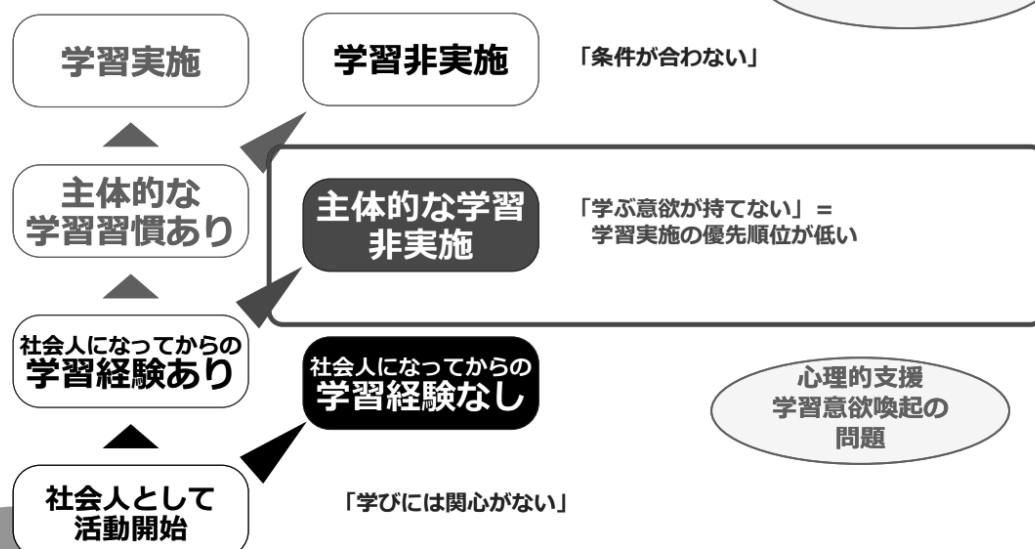 学習実施
学習非実施
「条件が合わない」
主体的な
学習習慣あり
主体的な学習
非実施
「学ぶ意欲が持てない」=
学習実施の優先順位が低い
社会人になってからの
学習経験あり
社会人になってからの
学習経験なし
心理的支援
学習意欲喚起の
問題
社会人として
活動開始
「学びには関心がない」